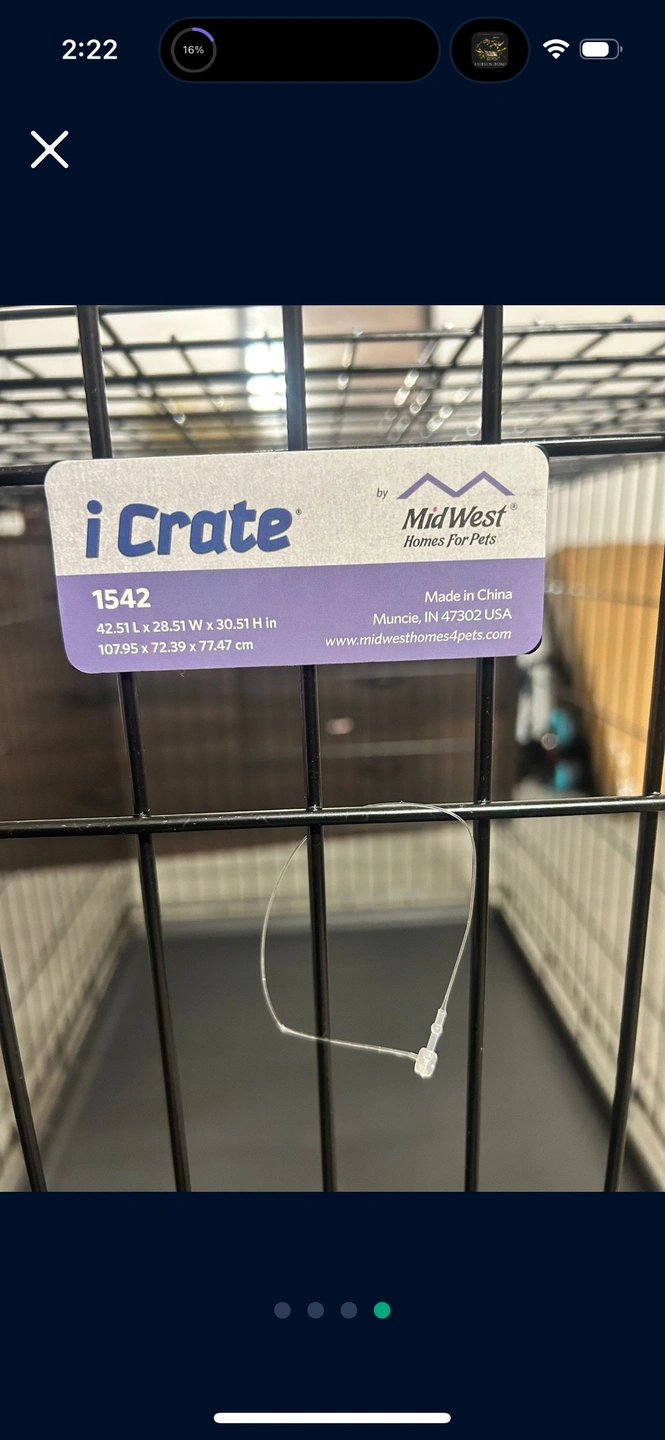 2:22
16%
i Crate®
by
MidWest®
Homes For Pets
1542
42.51 L x 28.51 W x 30.51 H in
107.95 x 72.39 x 77.47 cm
Made in China
Muncie, IN 47302 USA
www.midwesthomes4pets.com